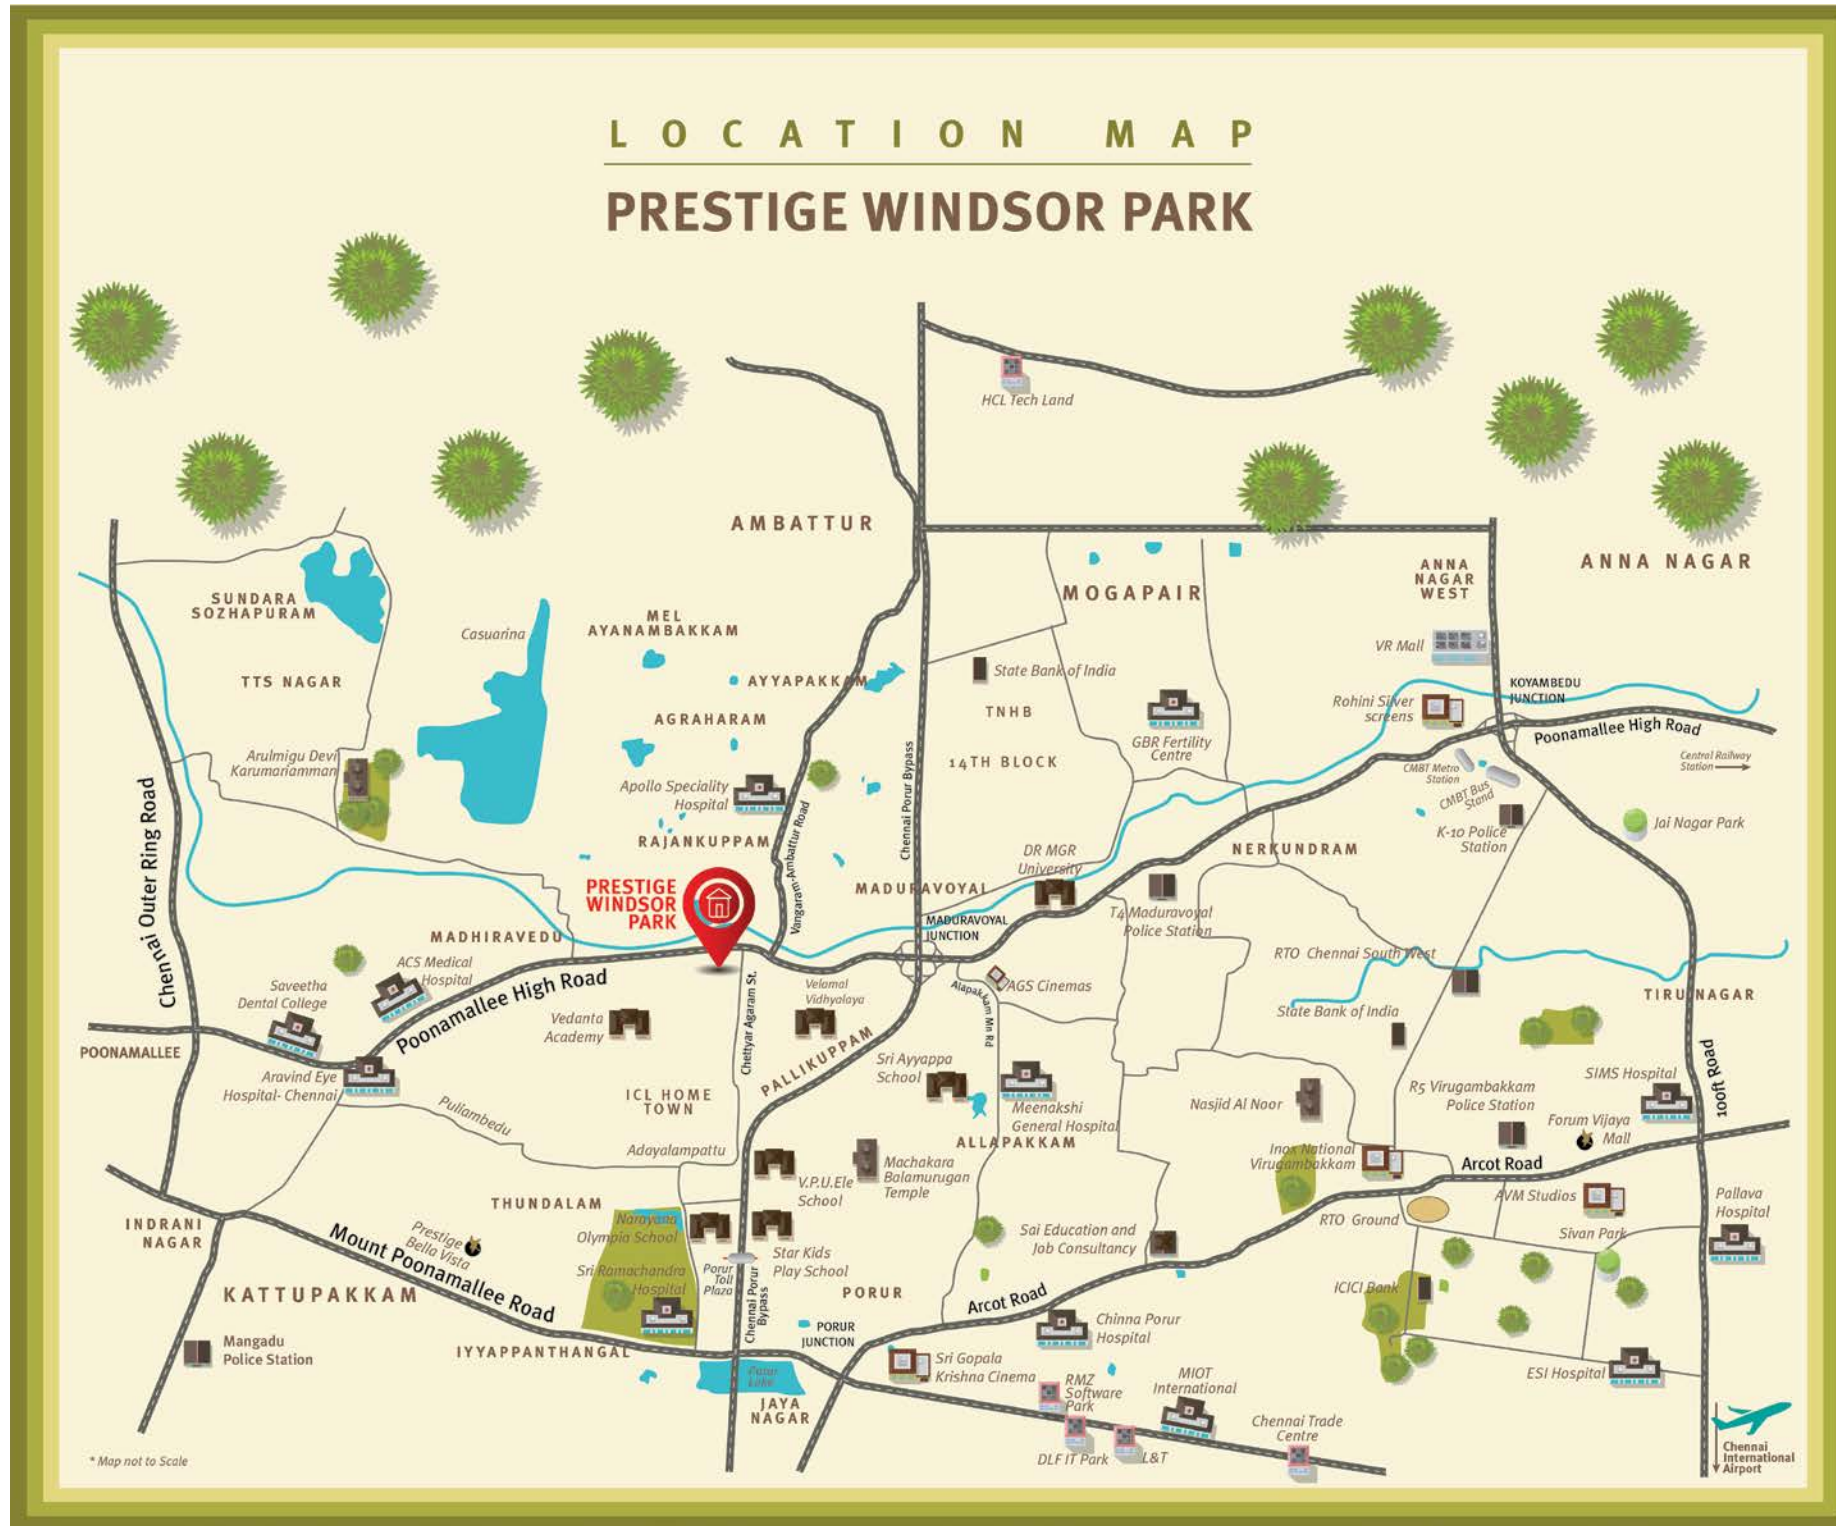 LOCATION MAP
PRESTIGE WINDSOR PARK
HCL Tech Land
AMBATTUR
ANNA NAGAR
ANNA
NAGAR
WEST
MOGAPAIR
SUNDARA
SOZHAPURAM
MEL
AYANAMBAKKAM
Casuarina
VR Mall
State Bank of India
TTS NAGAR
AYYAPAKKAM
KOYAMBEDU
JUNCTION
Rohini Silver
screens
TNHB
AGRAHARAM
Poonamallee High Road
GBR Fertility
Centre
Arulmigu Devi
Karumariamman
14TH BLOCK
Central Railway
Station
CMBT Metro
Station
CMBT Bus
Stand
Apollo Speciality
Hospital
Chennai Porur Bypass
Vangaram-Ambattur Road
Jai Nagar Park
K-10 Police
Station
RAJANKUPPAM
NERKUNDRAM
DR MGR
University
Chennai Outer Ring Road
PRESTIGE
WINDSOR
PARK
MADURAVOYAL
T4 Maduravoyal
Police Station
MADURAVOYAL
JUNCTION
MADHIRAVEDU
RTO Chennai South West
ACS Medical
Hospital
Saveetha
Dental College
Poonamallee High Road
AGS Cinemas
Alapakkam Mn Rd
Velamal
Vidhyalaya
TIRU NAGAR
State Bank of India
Vedanta
Academy
Chettyar Agaram St.
PALLIKUPPAM
POONAMALLEE
Sri Ayyappa
School
Aravind Eye
Hospital- Chennai
SIMS Hospital
100ft Road
R5 Virugambakkam
Police Station
Puliambedu
ICL HOME
TOWN
Nasjid Al Noor
Meenakshi
General Hospital
Forum Vijaya
Mall
ALLAPAKKAM
Adayalampattu
Inox National
Virugambakkam
Arcot Road
Machakara
Balamurugan
Temple
V.P.U.Ele
School
THUNDALAM
AVM Studios
Pallava
Hospital
INDRANI
NAGAR
Prestige
Bella Vista
Narayana
Olympia School
RTO Ground
Sai Education and
Job Consultancy
Sivan Park
Mount Poonamallee Road
Star Kids
Play School
Sri Ramachandra
Hospital
Porur
Toll
Plaza
Chennai Porur
Bypass
KATTUPAKKAM
PORUR
Arcot Road
ICICI Bank
Chinna Porur
Hospital
PORUR
JUNCTION
Mangadu
Police Station
IYYAPPANTHANGAL
Sri Gopala
Krishna Cinema
Porur
Lake
MIOT
International
RMZ
Software
Park
ESI Hospital
JAYA
NAGAR
Chennai Trade
Centre
DLF IT Park
L&T
Chennai
International
Airport
* Map not to Scale